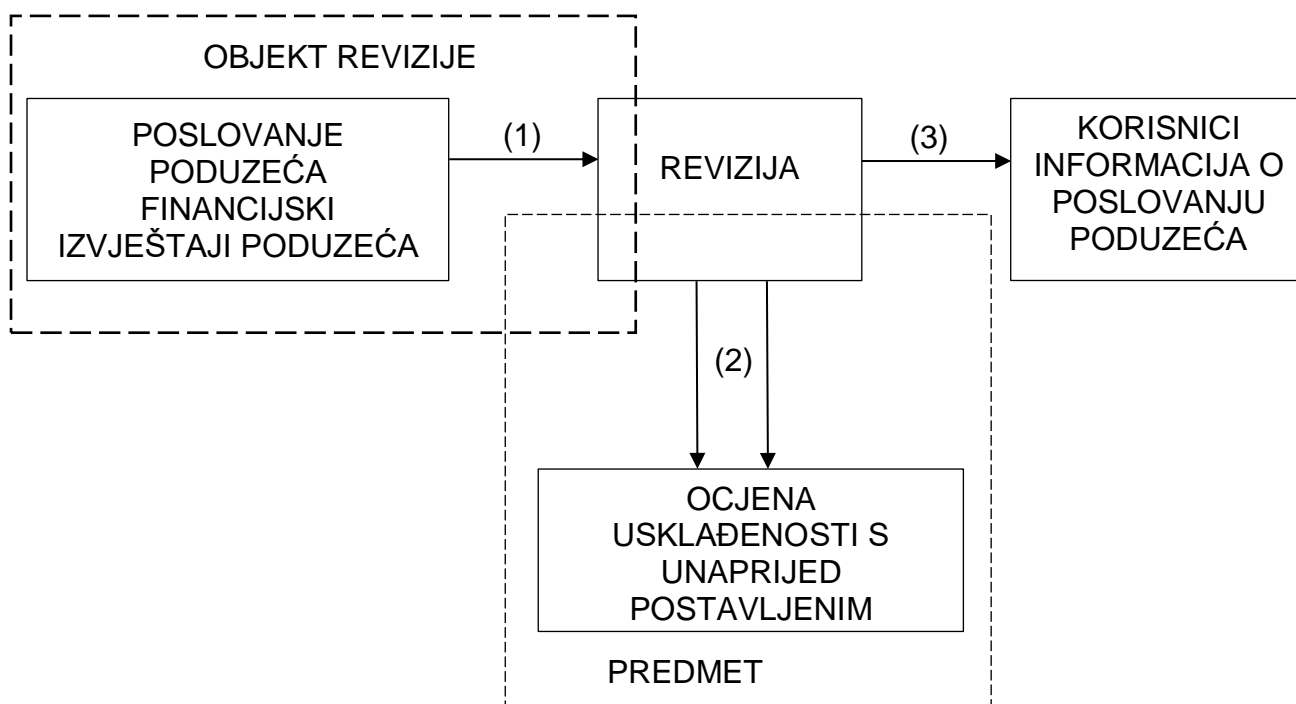 OBJEKT REVIZIJE
POSLOVANJE
PODUZEĆA
FINANCIJSKI
IZVJEŠTAJI PODUZEĆA
(1)
REVIZIJA
(3)
KORISNICI
INFORMACIJA O
POSLOVANJU
PODUZEĆA
(2)
OCJENA
USKLAĐENOSTI S
UNAPRIJED
POSTAVLJENIM
PREDMET